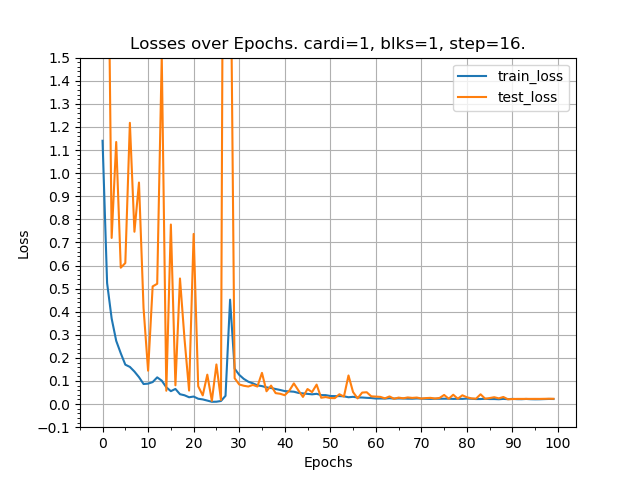 Losses over Epochs. cardi=1, blks=1, step=16.
train_loss
test_loss
1.5
1.4
1.3
1.2
1.1
1.0
0.9
0.8
0.7
0.6
0.5
0.4
0.3
0.2
0.1
0.0
−0.1
Loss
0 10 20 30 40 50 60 70 80 90 100
Epochs